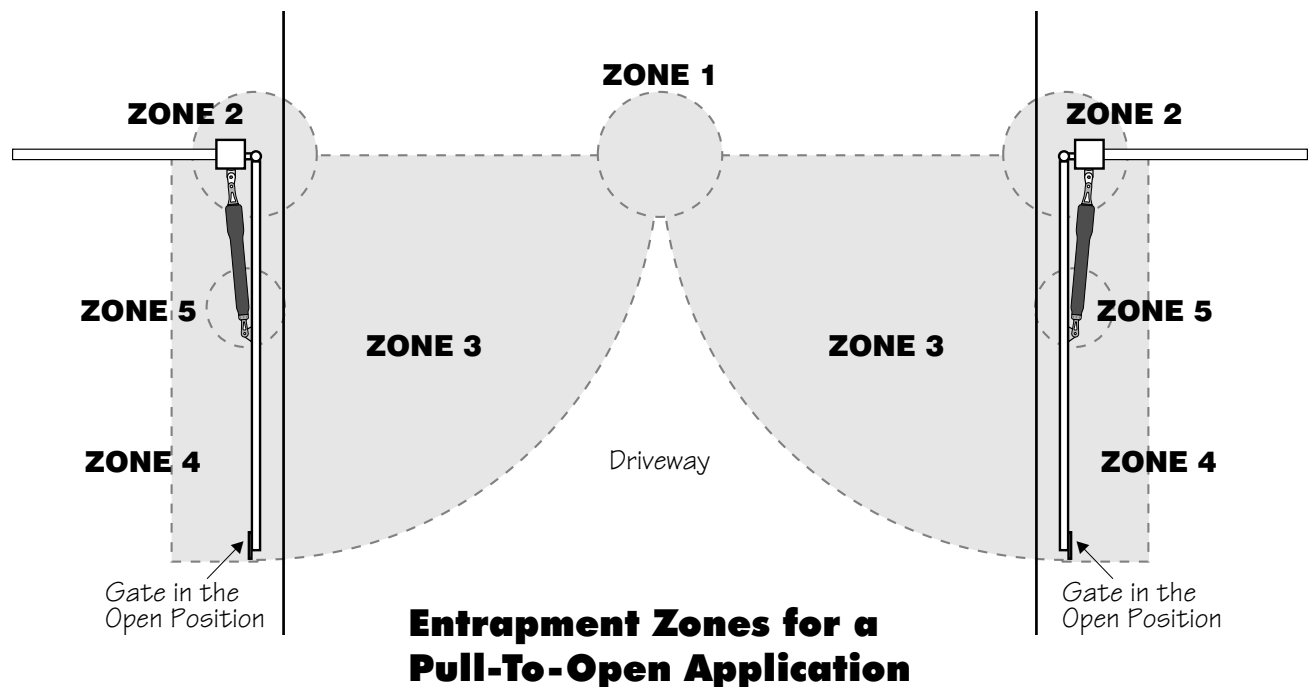 ZONE 1
ZONE 2
ZONE 2
ZONE 5
ZONE 5
ZONE 3
ZONE 3
ZONE 4
Driveway
ZONE 4
Gate in the
Open Position
Gate in the
Open Position
Entrapment Zones for a
Pull-To-Open Application